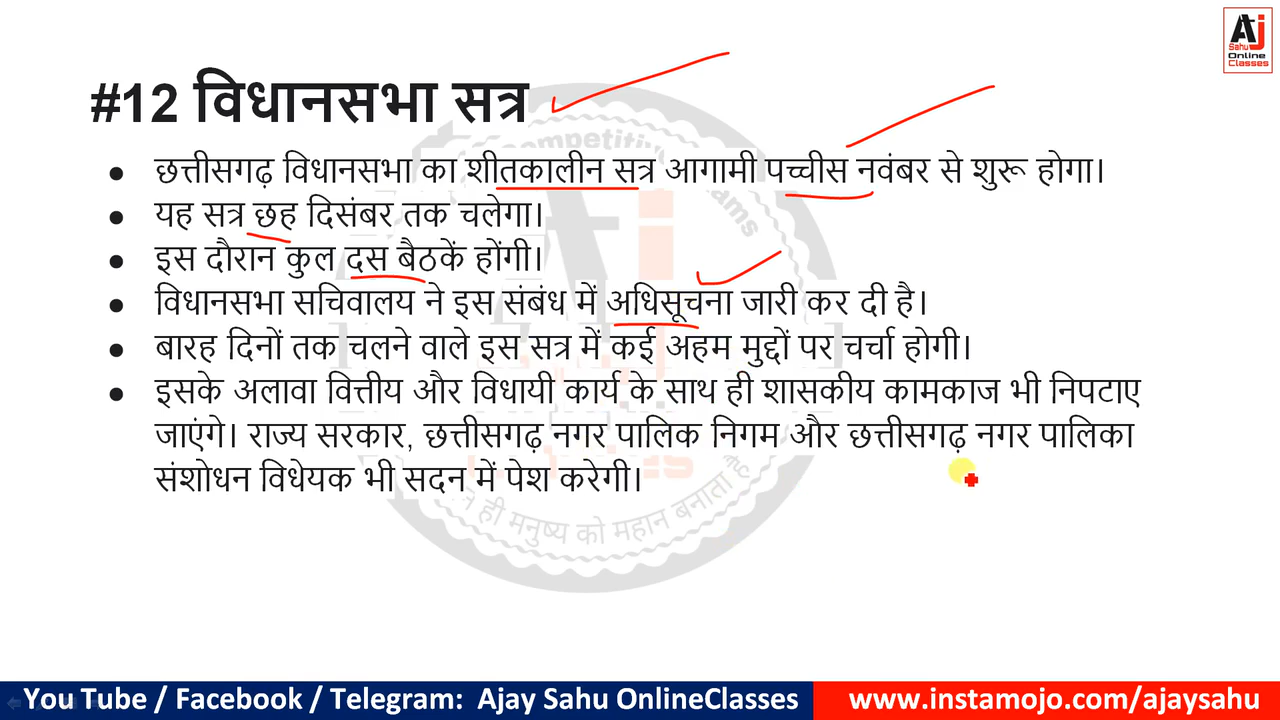 Aj
Sahu
Online
Classes
#12 विधानसभा सत्र
● छत्तीसगढ़ विधानसभा का शीतकालीन सत्र आगामी पच्चीस नवंबर से शुरू होगा।
● यह सत्र छह दिसंबर तक चलेगा।
● इस दौरान कुल दस बैठकें होंगी।
● विधानसभा सचिवालय ने इस संबंध में अधिसूचना जारी कर दी है।
● बारह दिनों तक चलने वाले इस सत्र में कई अहम मुद्दों पर चर्चा होगी।
● इसके अलावा वित्तीय और विधायी कार्य के साथ ही शासकीय कामकाज भी निपटाए
जाएंगे। राज्य सरकार, छत्तीसगढ़ नगर पालिक निगम और छत्तीसगढ़ नगर पालिका
संशोधन विधेयक भी सदन में पेश करेगी।
ही मनुष्य को महान बनाता है
You Tube / Facebook / Telegram: Ajay Sahu OnlineClasses
www.instamojo.com/ajaysahu